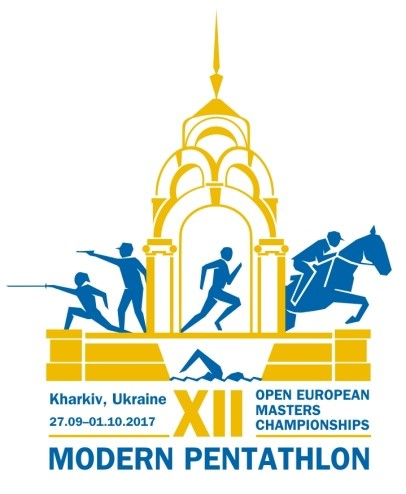 Kharkiv, Ukraine
27.09–01.10.2017
XII
OPEN EUROPEAN
MASTERS
CHAMPIONSHIPS
MODERN PENTATHLON